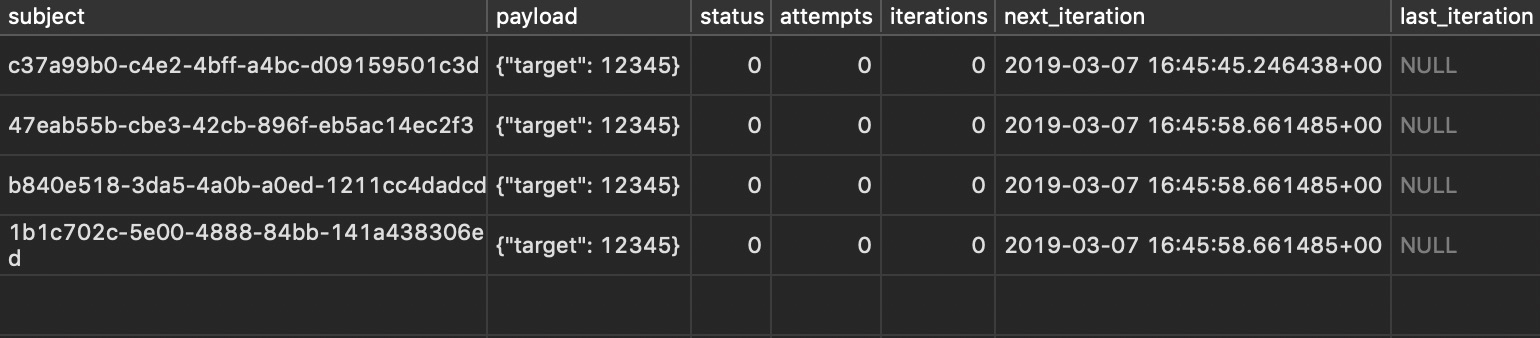 subject payload status attempts iterations next_iteration last_iteration
c37a99b0-c4e2-4bff-a4bc-d09159501c3d {"target": 12345} 0 0 0 2019-03-07 16:45:45.246438+00 NULL
47eab55b-cbe3-42cb-896f-eb5ac14ec2f3 {"target": 12345} 0 0 0 2019-03-07 16:45:58.661485+00 NULL
b840e518-3da5-4a0b-a0ed-1211cc4dadcd {"target": 12345} 0 0 0 2019-03-07 16:45:58.661485+00 NULL
1b1c702c-5e00-4888-84bb-141a438306e
d {"target": 12345} 0 0 0 2019-03-07 16:45:58.661485+00 NULL